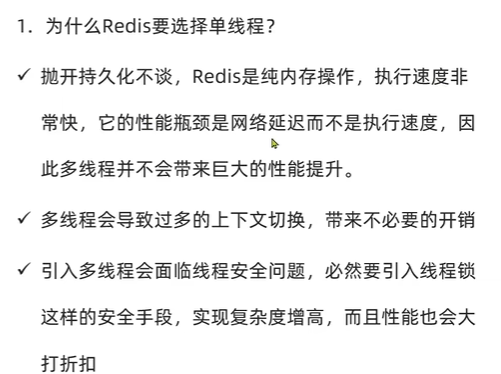 1. 为什么Redis要选择单线程？
✓ 抛开持久化不谈，Redis是纯内存操作，执行速度非
常快，它的性能瓶颈是网络延迟而不是执行速度，因
此多线程并不会带来巨大的性能提升。
✓ 多线程会导致过多的上下文切换，带来不必要的开销
✓ 引入多线程会面临线程安全问题，必然要引入线程锁
这样的安全手段，实现复杂度增高，而且性能也会大
打折扣